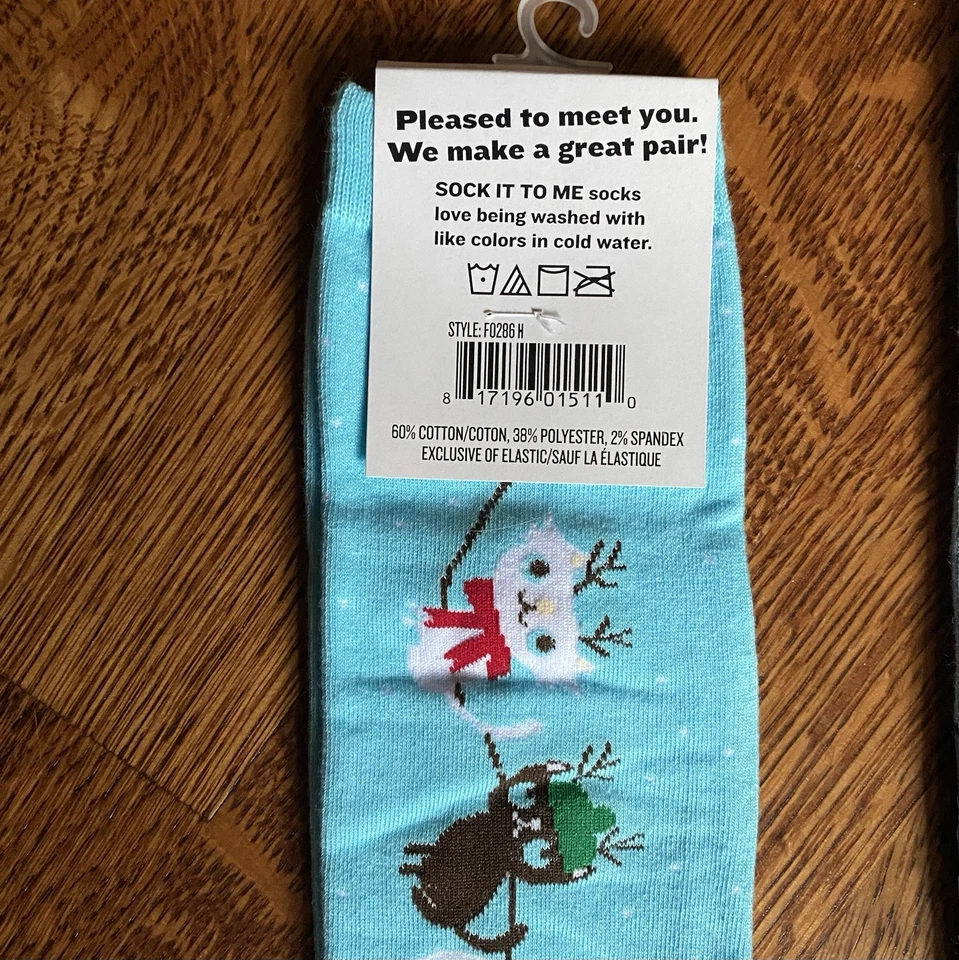 Pleased to meet you.
We make a great pair!
SOCK IT TO ME socks
love being washed with
like colors in cold water.
STYLE: F0286 H
8 17196 01511 0
60% COTTON/COTON, 38% POLYESTER, 2% SPANDEX
EXCLUSIVE OF ELASTIC/SAUF LA ÉLASTIQUE